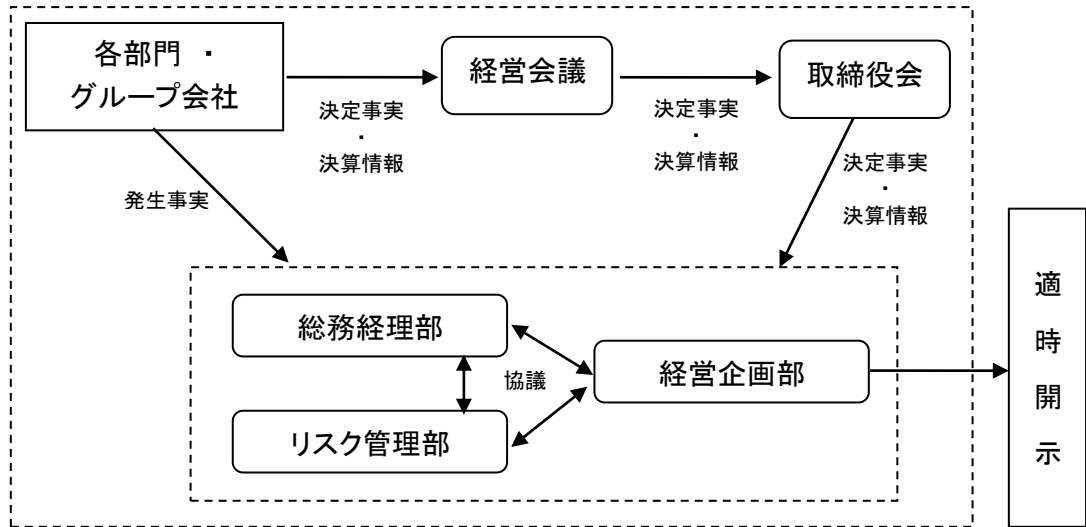 各部門 ・
グループ会社
経営会議
取締役会
決定事実
・
決算情報
決定事実
・
決算情報
決定事実
・
決算情報
発生事実
総務経理部
協議
経営企画部
リスク管理部
適
時
開
示